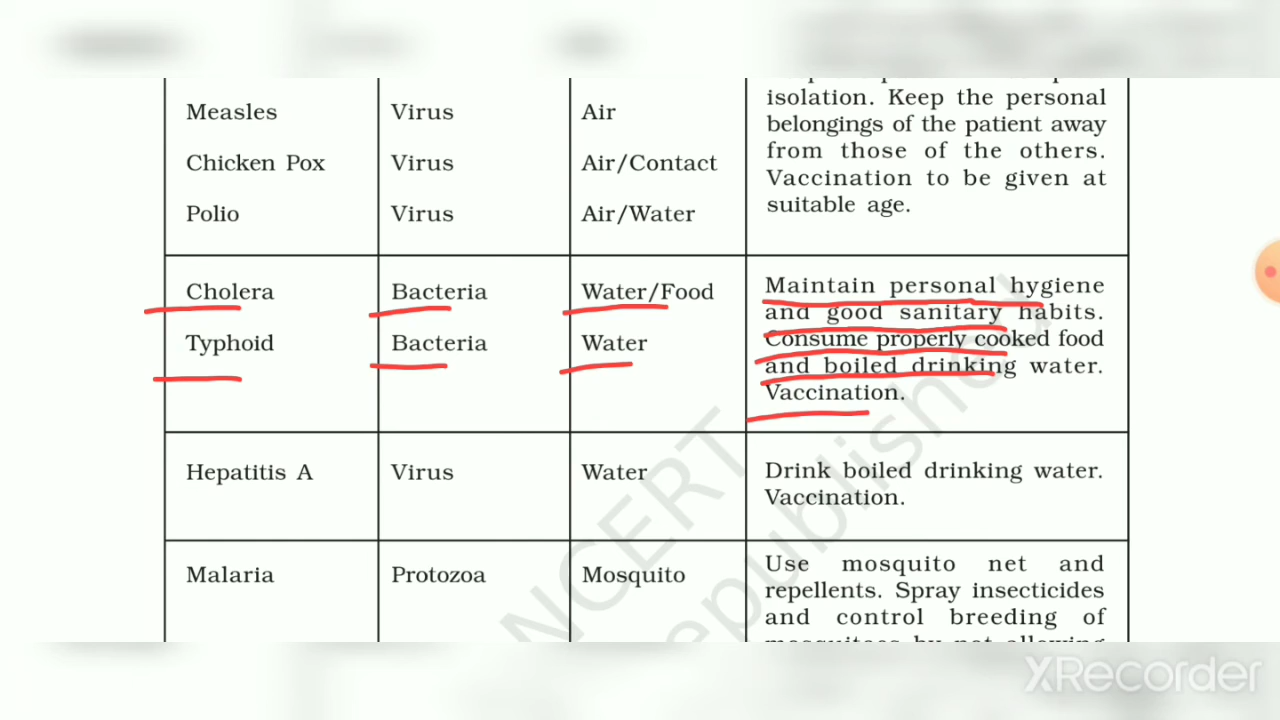 isolation. Keep the personal
Measles Virus Air belongings of the patient away
from those of the others.
Chicken Pox Virus Air/Contact
Vaccination to be given at
Polio Virus Air/Water suitable age.
Cholera Bacteria Water/Food Maintain personal hygiene
and good sanitary habits.
Typhoid Bacteria Water Consume properly cooked food
and boiled drinking water.
Vaccination.
Hepatitis A Virus Water Drink boiled drinking water.
Vaccination.
Malaria Protozoa Mosquito Use mosquito net and
repellents. Spray insecticides
and control breeding of
mosquitoes by not allowing
NCERT
republished
XRecorder